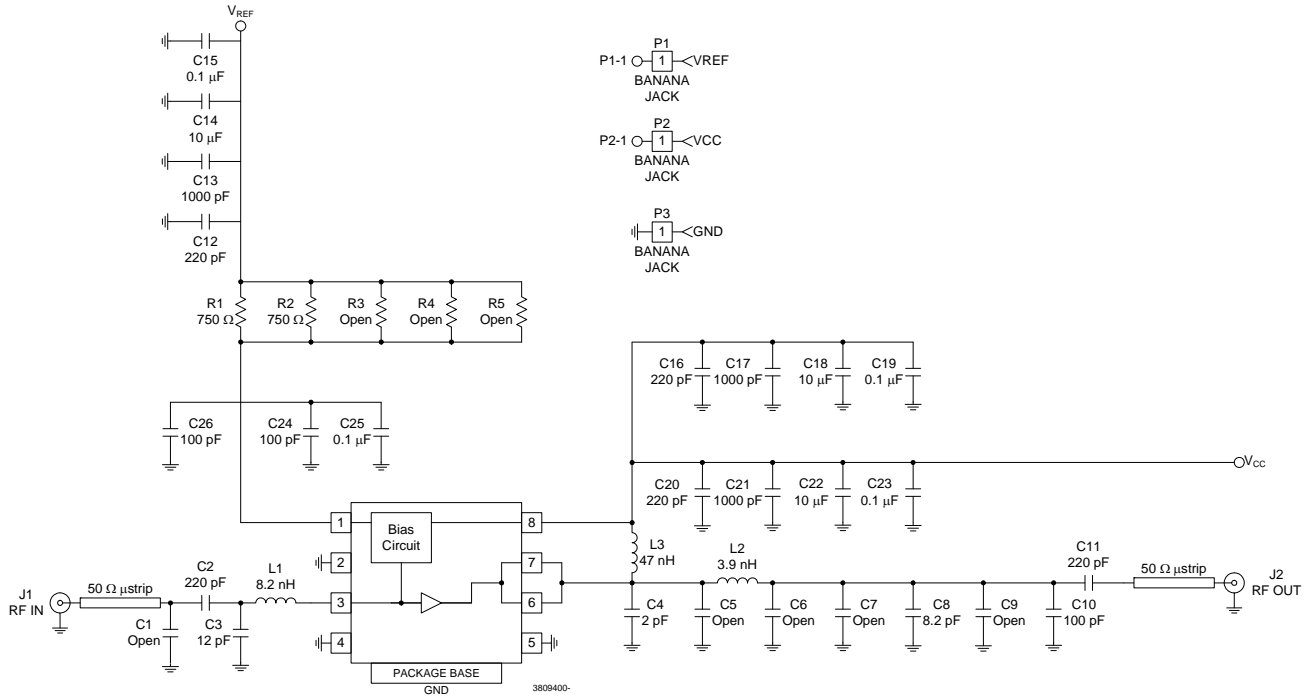 VREF
C15
0.1 µF
C14
10 µF
C13
1000 pF
C12
220 pF
P1
P1-1
1
VREF
BANANA
JACK
P2
P2-1
1
VCC
BANANA
JACK
P3
1
GND
BANANA
JACK
R1
750 Ω
R2
750 Ω
R3
Open
R4
Open
R5
Open
C16
220 pF
C17
1000 pF
C18
10 µF
C19
0.1 µF
C26
100 pF
C24
100 pF
C25
0.1 µF
VCC
C20
220 pF
C21
1000 pF
C22
10 µF
C23
0.1 µF
1
Bias
Circuit
8
2
7
3
6
4
5
PACKAGE BASE
GND
3809400-
L3
47 nH
L2
3.9 nH
C11
220 pF
50 Ω µstrip
J2
RF OUT
J1
RF IN
50 Ω µstrip
C2
220 pF
L1
8.2 nH
C1
Open
C3
12 pF
C4
2 pF
C5
Open
C6
Open
C7
Open
C8
8.2 pF
C9
Open
C10
100 pF